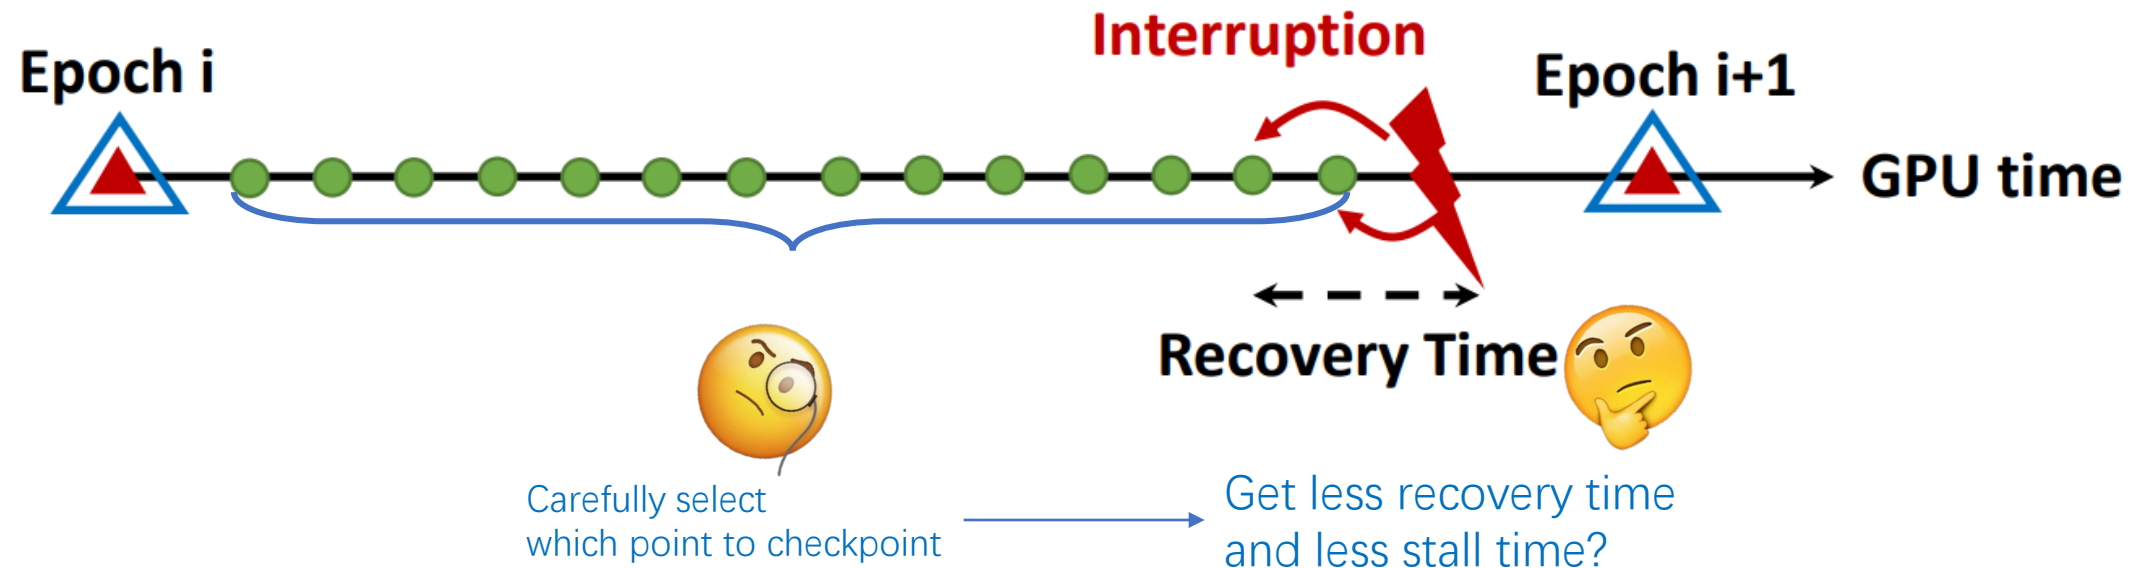 Interruption
Epoch i
Epoch i+1
GPU time
Recovery Time
Carefully select
which point to checkpoint
Get less recovery time
and less stall time?